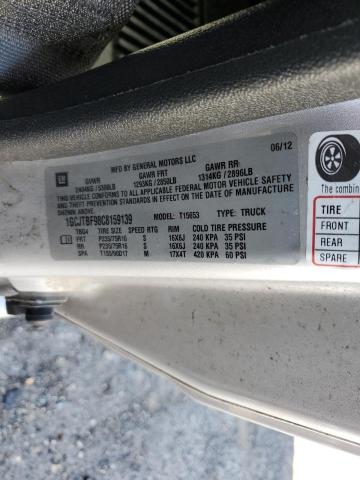 MFD BY GENERAL MOTORS LLC
06/12
GM
GVWR GAWR FRT GAWR RR
2404KG / 5300LB 1293KG / 2850LB 1314KG / 2896LB
THIS VEHICLE CONFORMS TO ALL APPLICABLE FEDERAL MOTOR VEHICLE SAFETY
STANDARDS IN EFFECT ON THE DATE OF MANUFACTURE SHOWN ABOVE.
1GCJTBF98C8159139 MODEL: T15653 TYPE: TRUCK
TBG4 TIRE SIZE SPEED RTG RIM COLD TIRE PRESSURE
FRT P235/75R16 S 16X6J 240 KPA 35 PSI
RR P235/75R16 S 16X6J 240 KPA 35 PSI
SPA T155/90D17 M 17X4T 420 KPA 60 PSI
The combin
TIRE
FRONT
REAR
SPARE